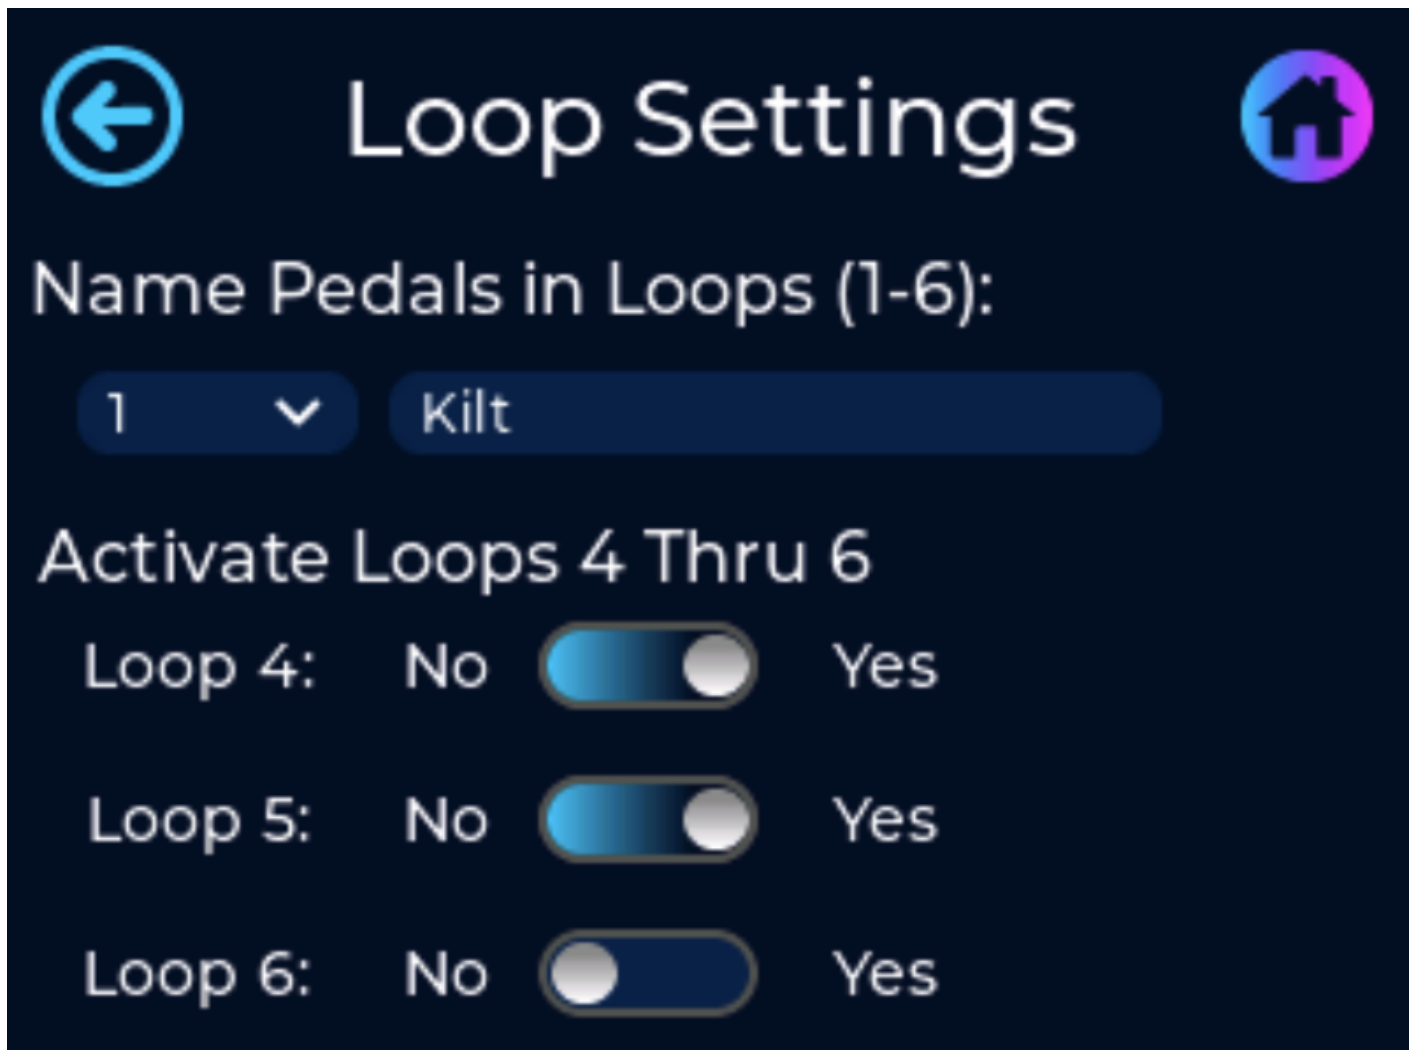 Loop Settings
Name Pedals in Loops (1-6):
1 Kilt
Activate Loops 4 Thru 6
Loop 4: No Yes
Loop 5: No Yes
Loop 6: No Yes